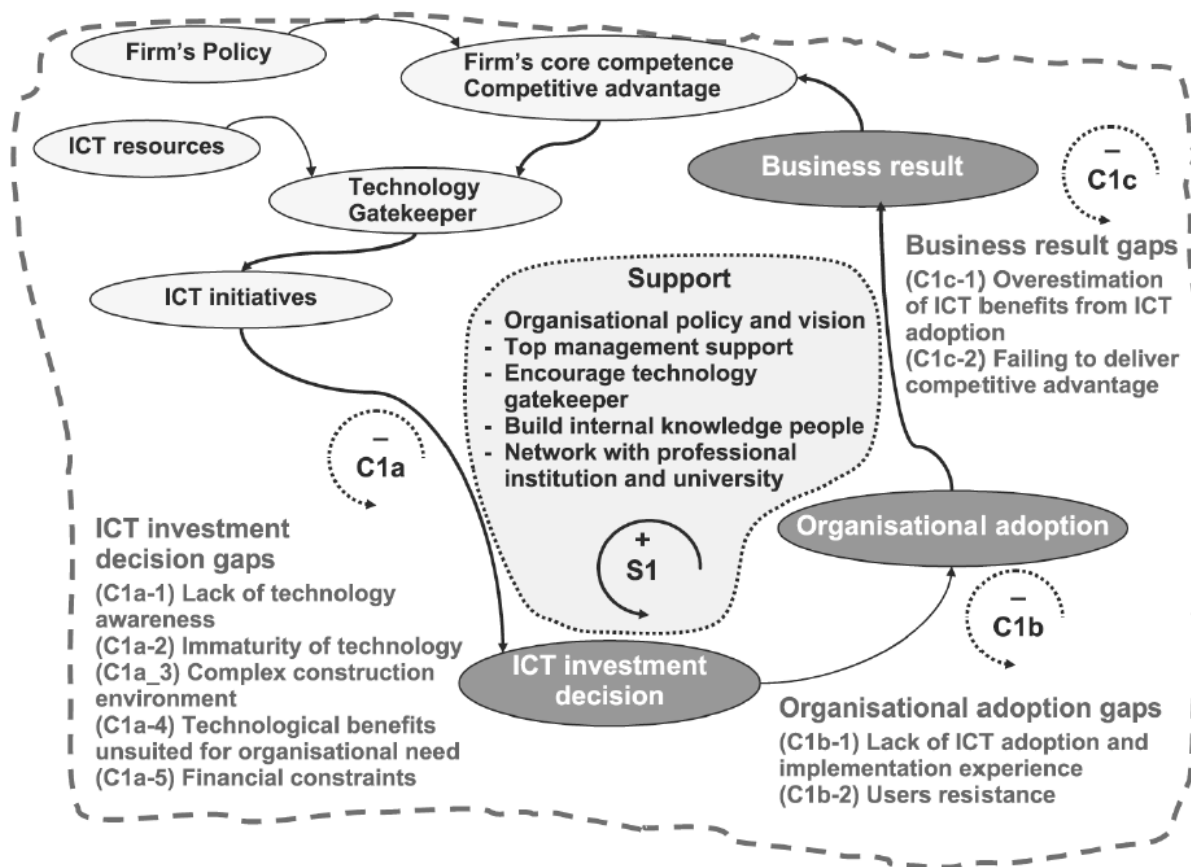 Firm's Policy
Firm's core competence
Competitive advantage
ICT resources
Technology
Gatekeeper
ICT initiatives
Business result
−
C1c
Business result gaps
(C1c-1) Overestimation
of ICT benefits from ICT
adoption
(C1c-2) Failing to deliver
competitive advantage
Support
- Organisational policy and vision
- Top management support
- Encourage technology
gatekeeper
- Build internal knowledge people
- Network with professional
institution and university
+
S1
−
C1a
ICT investment
decision gaps
(C1a-1) Lack of technology
awareness
(C1a-2) Immaturity of technology
(C1a_3) Complex construction
environment
(C1a-4) Technological benefits
unsuited for organisational need
(C1a-5) Financial constraints
ICT investment
decision
Organisational adoption
−
C1b
Organisational adoption gaps
(C1b-1) Lack of ICT adoption and
implementation experience
(C1b-2) Users resistance